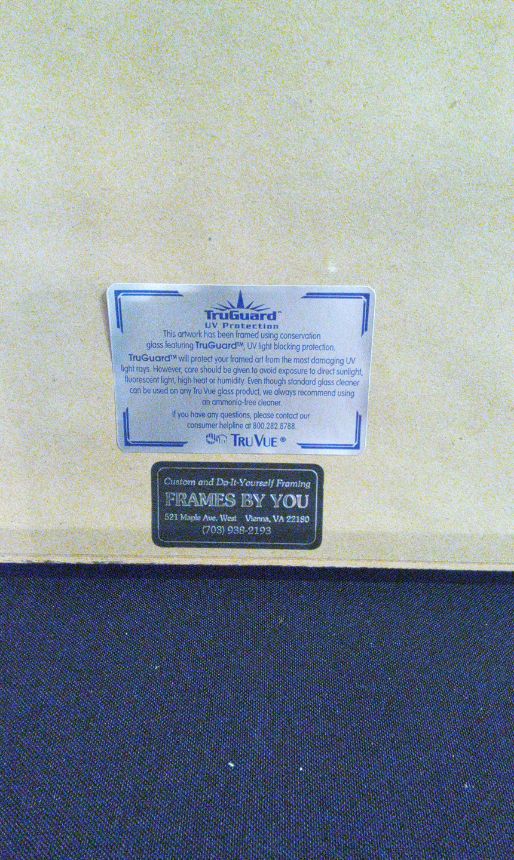 TruGuard™
UV Protection
This artwork has been framed using conservation
glass featuring TruGuard™, UV light blocking protection.
TruGuard™ will protect your framed art from the most damaging UV
light rays. However, care should be given to avoid exposure to direct sunlight,
fluorescent light, high heat or humidity. Even though standard glass cleaner
can be used on any Tru Vue glass product, we always recommend using
an ammonia-free cleaner.
If you have any questions, please contact our
consumer helpline at 800.282.8788.
TRU VUE®
Custom and Do-It-Yourself Framing
FRAMES BY YOU
521 Maple Ave. West Vienna, VA 22180
(703) 938-2193